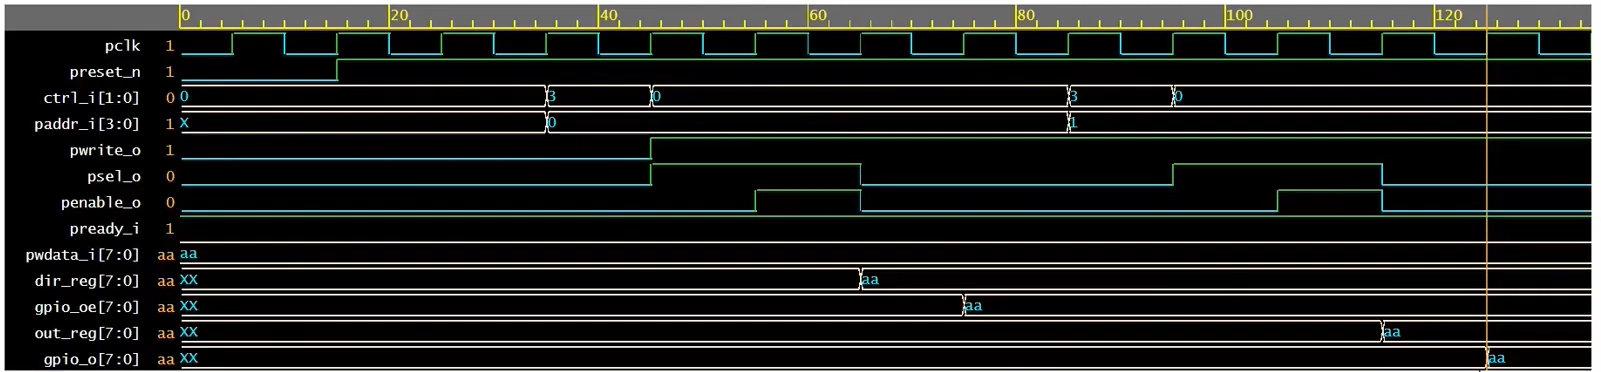 0 20 40 60 80 100 120
pclk 1
preset_n 1
ctrl_i[1:0] 0 0 3 0 3 0
paddr_i[3:0] 1 X 0 1
pwrite_o 1
psel_o 0
penable_o 0
pready_i 1
pwdata_i[7:0] aa aa
dir_reg[7:0] aa XX aa
gpio_oe[7:0] aa XX aa
out_reg[7:0] aa XX aa
gpio_o[7:0] aa XX aa